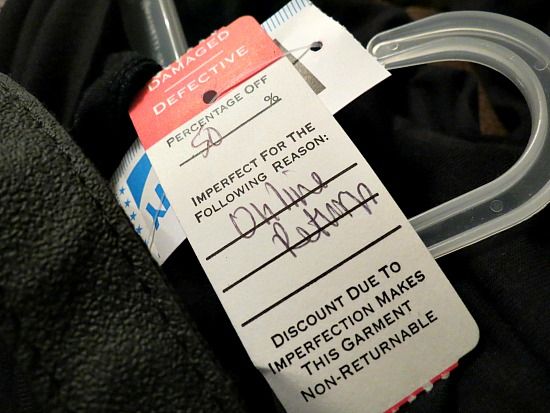 DAMAGED
DEFECTIVE
PERCENTAGE OFF
50 %
IMPERFECT FOR THE
FOLLOWING REASON:
Online
Return
DISCOUNT DUE TO
IMPERFECTION MAKES
THIS GARMENT
NON-RETURNABLE